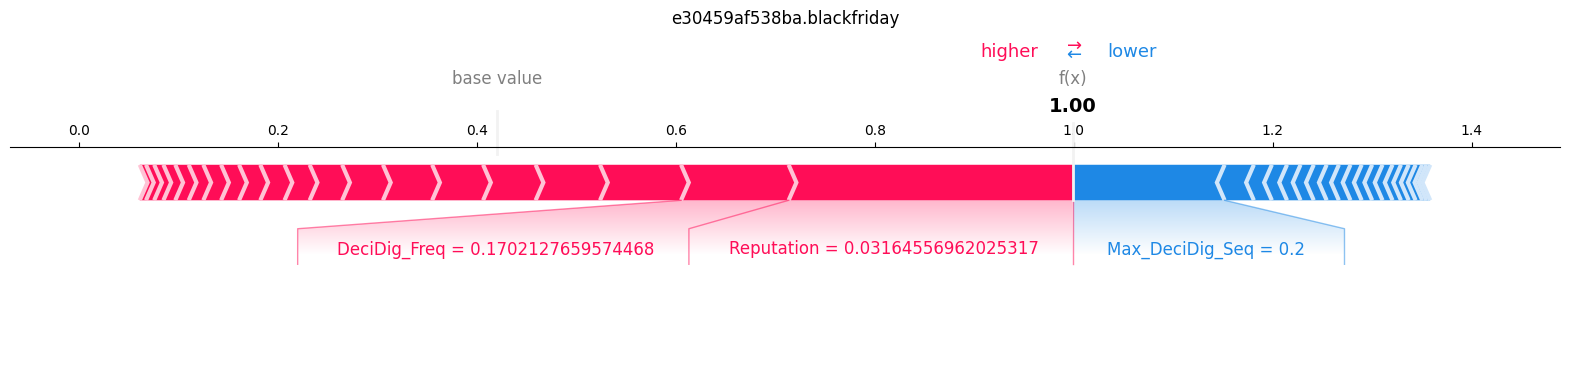 e30459af538ba.blackfriday
higher ⇄ lower
base value f(x)
1.00
0.0 0.2 0.4 0.6 0.8 1.0 1.2 1.4
DeciDig_Freq = 0.1702127659574468 Reputation = 0.03164556962025317 Max_DeciDig_Seq = 0.2